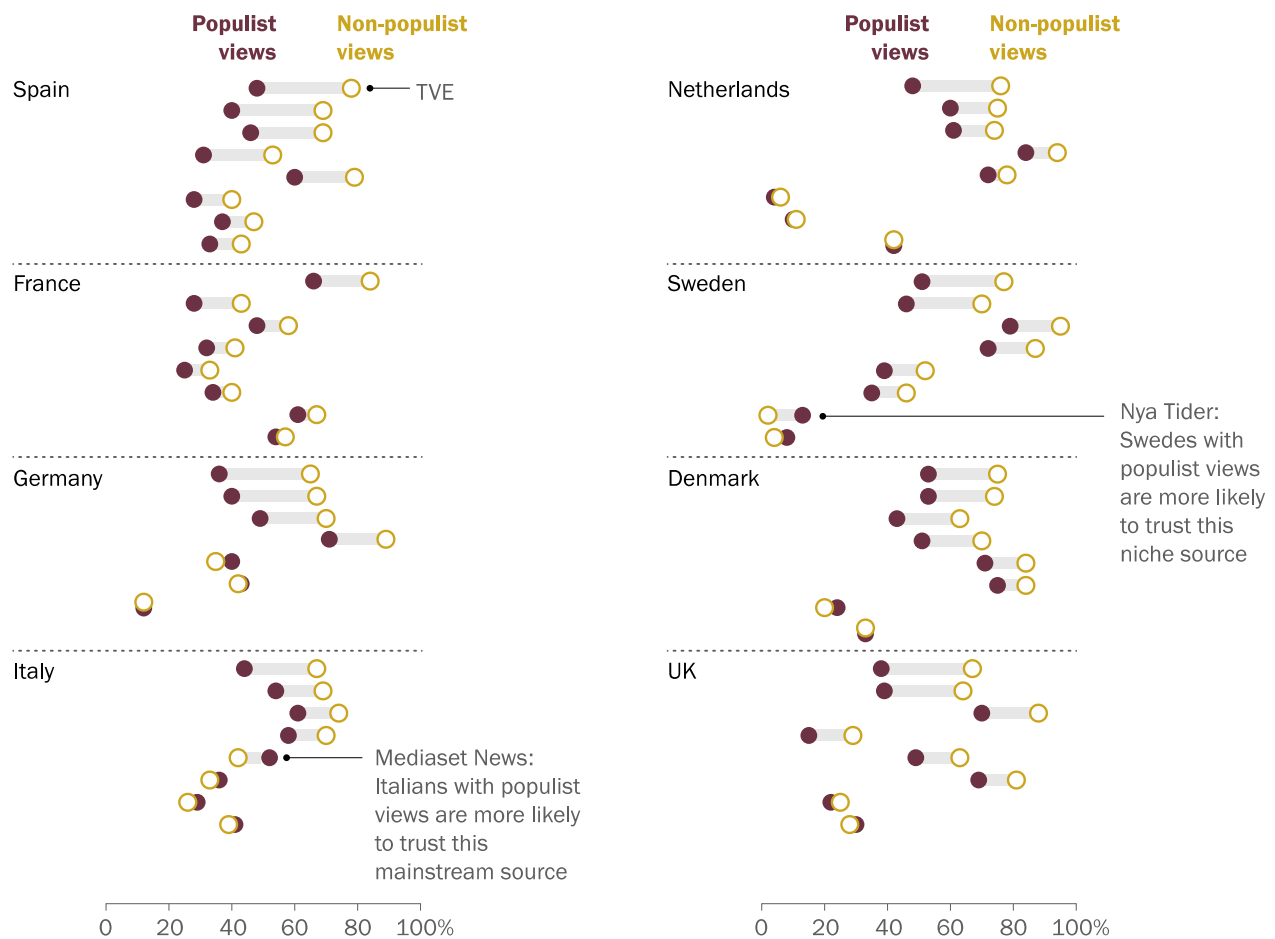 Populist
views
Non-populist
views
Spain
TVE
France
Germany
Italy
Mediaset News:
Italians with populist
views are more likely
to trust this
mainstream source
0 20 40 60 80 100%
Populist
views
Non-populist
views
Netherlands
Sweden
Nya Tider:
Swedes with
populist views
are more likely
to trust this
niche source
Denmark
UK
0 20 40 60 80 100%